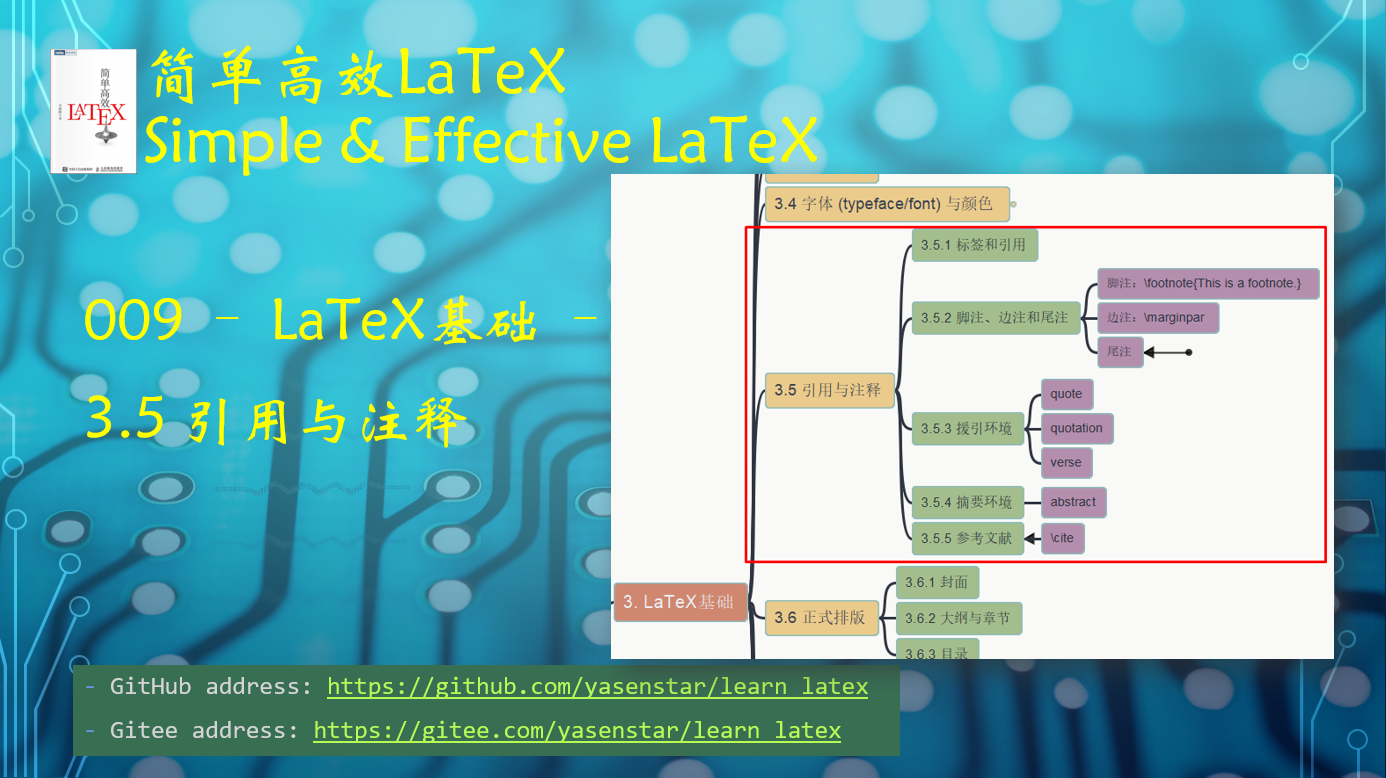 简单高效LaTeX
Simple & Effective LaTeX
简单高效
LATEX
009 – LaTeX基础 –
3.5 引用与注释
3.4 字体 (typeface/font) 与颜色
3.5.1 标签和引用
脚注：\footnote{This is a footnote.}
3.5.2 脚注、边注和尾注
边注：\marginpar
尾注
3.5 引用与注释
quote
3.5.3 援引环境
quotation
verse
3.5.4 摘要环境
abstract
3.5.5 参考文献
\cite
3. LaTeX基础
3.6 正式排版
3.6.1 封面
3.6.2 大纲与章节
3.6.3 目录
- GitHub address: https://github.com/yasenstar/learn_latex
- Gitee address: https://gitee.com/yasenstar/learn_latex